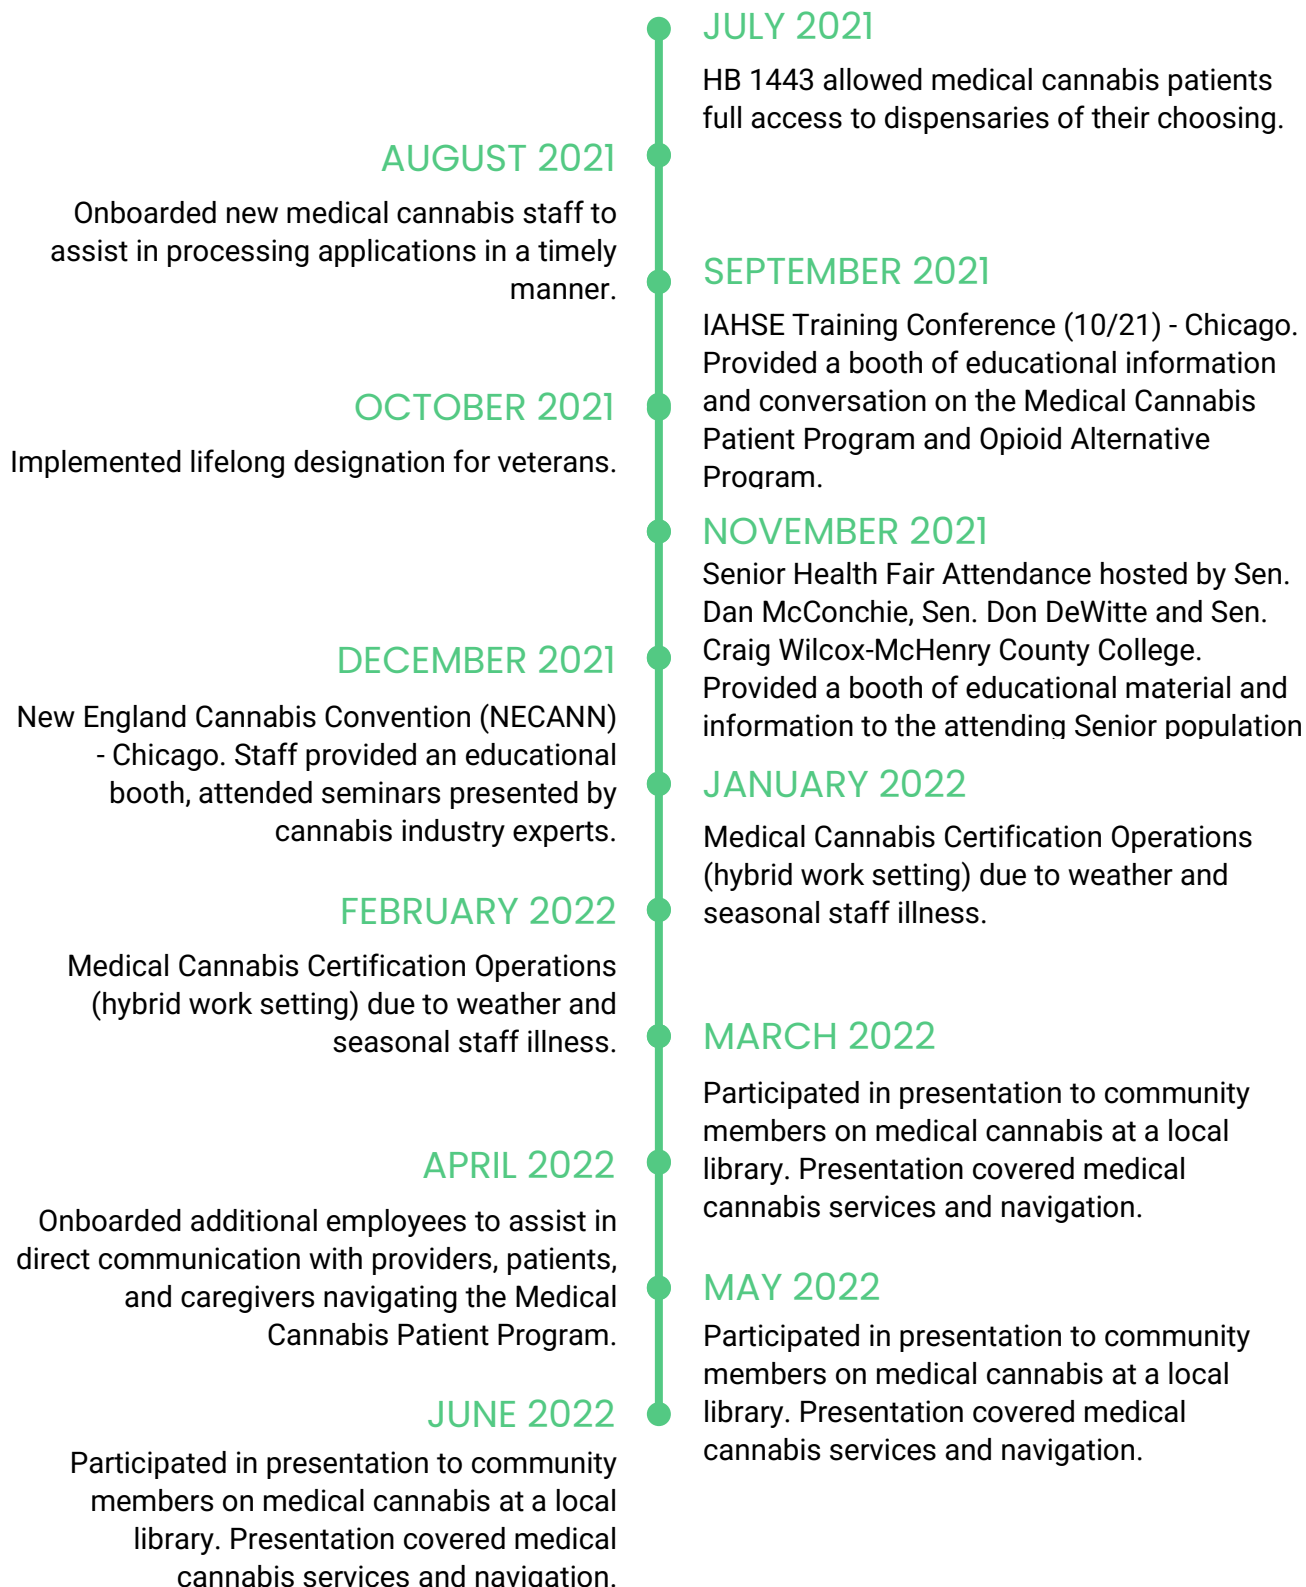 JULY 2021
HB 1443 allowed medical cannabis patients
full access to dispensaries of their choosing.
AUGUST 2021
Onboarded new medical cannabis staff to
assist in processing applications in a timely
manner.
SEPTEMBER 2021
IAHSE Training Conference (10/21) - Chicago.
Provided a booth of educational information
and conversation on the Medical Cannabis
Patient Program and Opioid Alternative
Program.
OCTOBER 2021
Implemented lifelong designation for veterans.
NOVEMBER 2021
Senior Health Fair Attendance hosted by Sen.
Dan McConchie, Sen. Don DeWitte and Sen.
Craig Wilcox-McHenry County College.
Provided a booth of educational material and
information to the attending Senior population
DECEMBER 2021
New England Cannabis Convention (NECANN)
- Chicago. Staff provided an educational
booth, attended seminars presented by
cannabis industry experts.
JANUARY 2022
Medical Cannabis Certification Operations
(hybrid work setting) due to weather and
seasonal staff illness.
FEBRUARY 2022
Medical Cannabis Certification Operations
(hybrid work setting) due to weather and
seasonal staff illness.
MARCH 2022
Participated in presentation to community
members on medical cannabis at a local
library. Presentation covered medical
cannabis services and navigation.
APRIL 2022
Onboarded additional employees to assist in
direct communication with providers, patients,
and caregivers navigating the Medical
Cannabis Patient Program.
MAY 2022
Participated in presentation to community
members on medical cannabis at a local
library. Presentation covered medical
cannabis services and navigation.
JUNE 2022
Participated in presentation to community
members on medical cannabis at a local
library. Presentation covered medical
cannabis services and navigation.